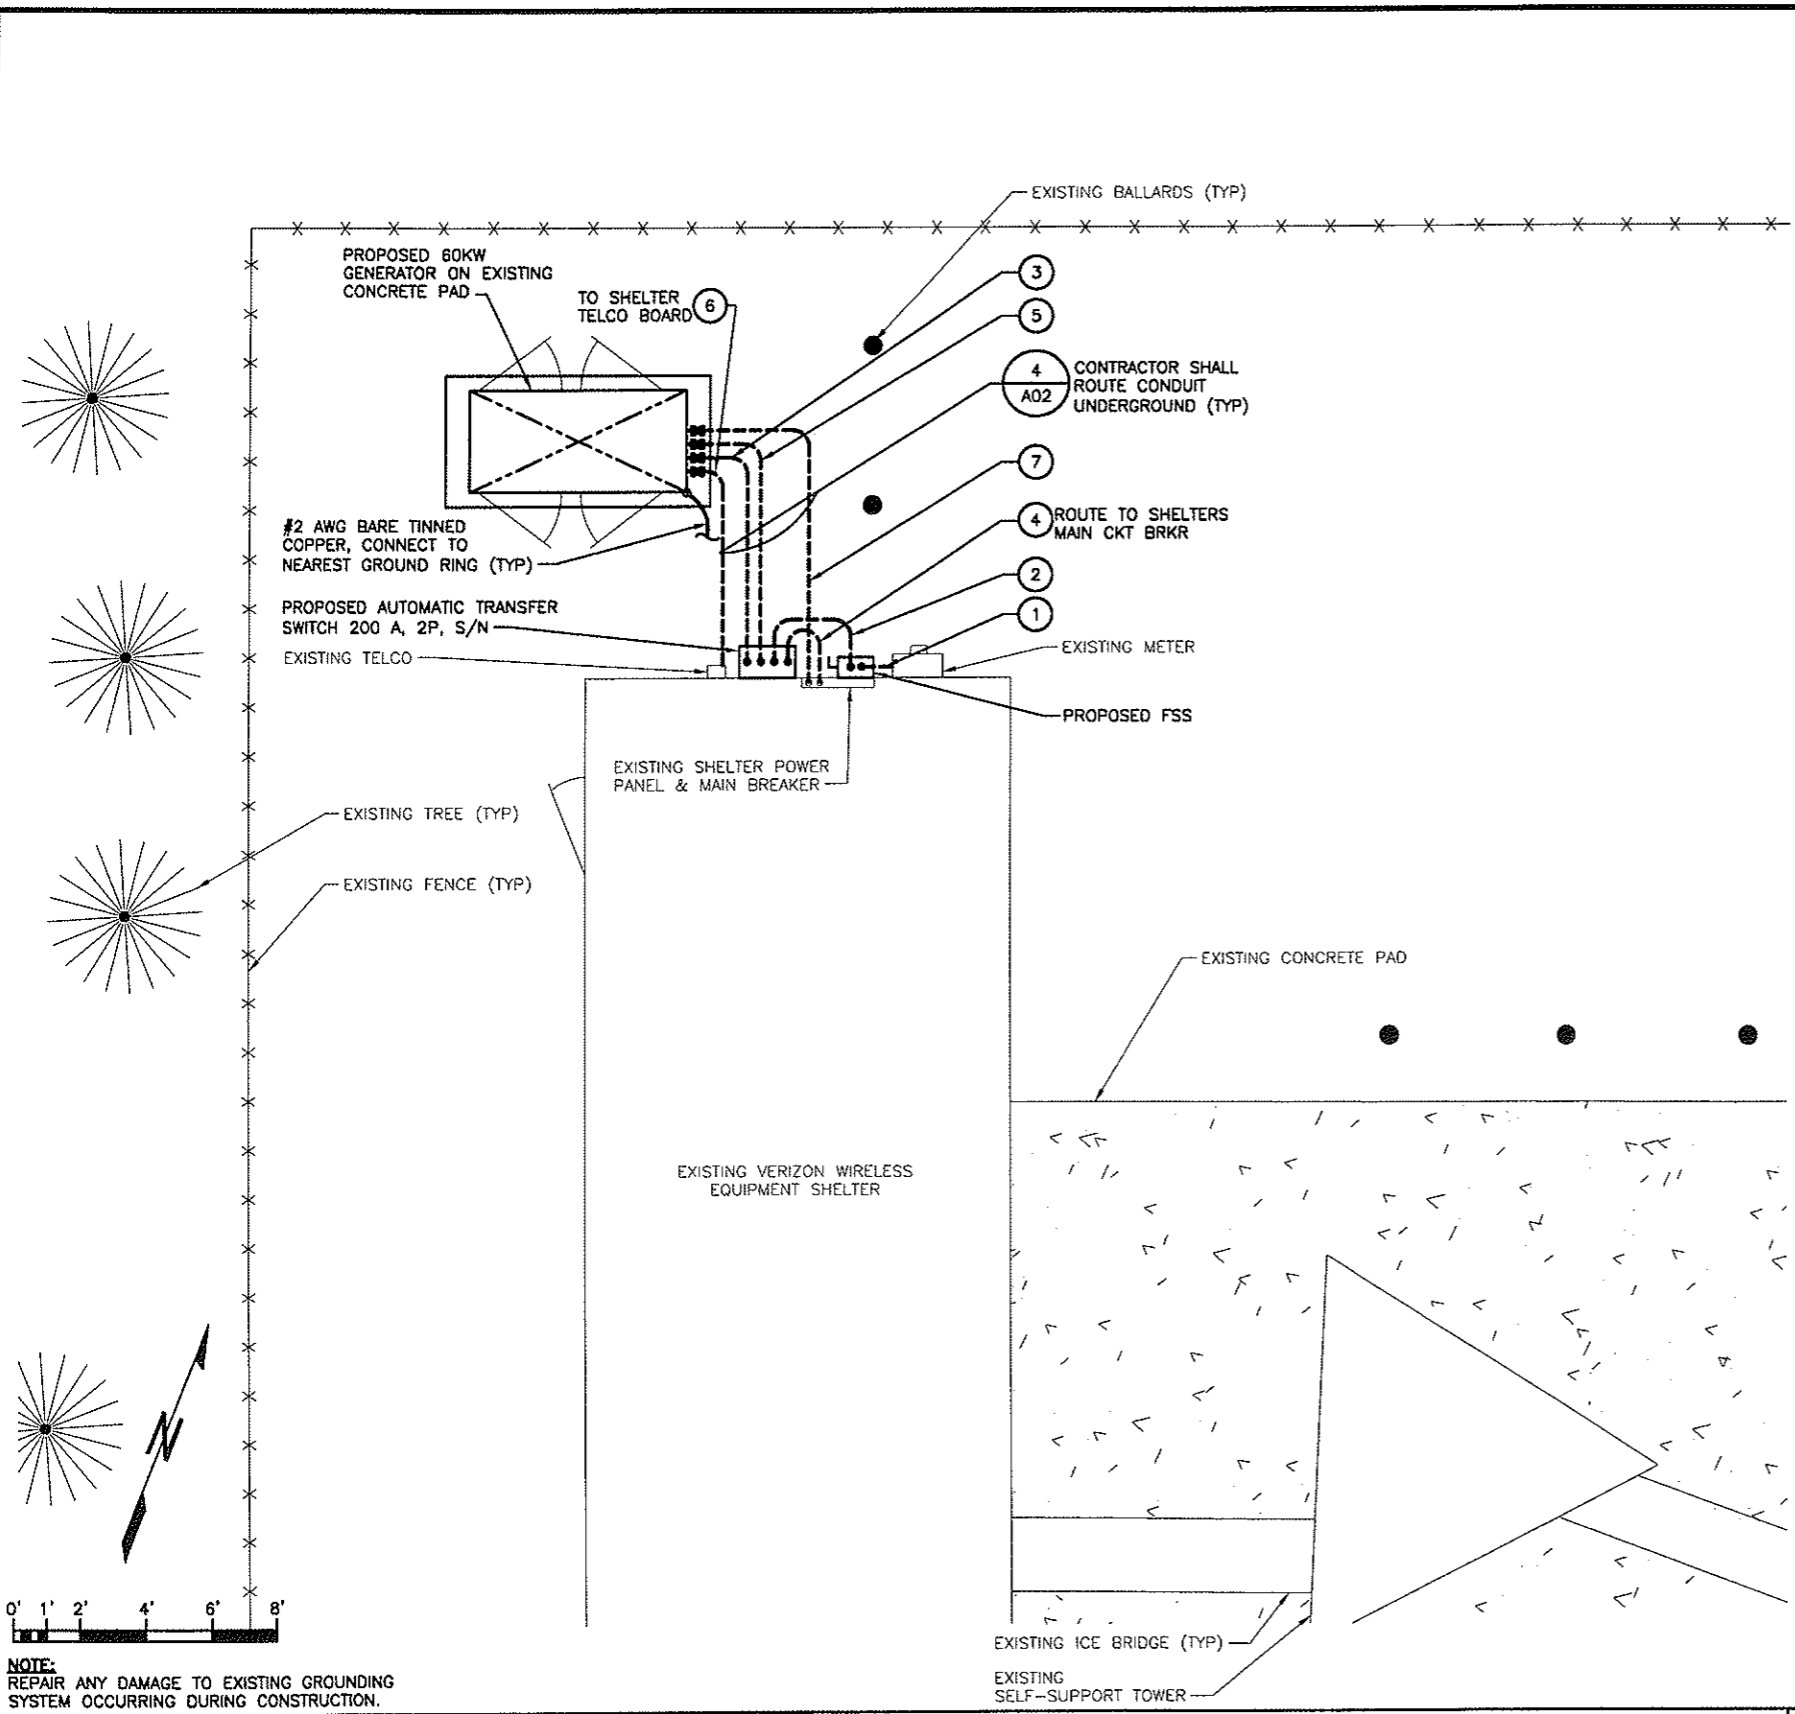 EXISTING BALLARDS (TYP)
PROPOSED 60KW
GENERATOR ON EXISTING
CONCRETE PAD
TO SHELTER
TELCO BOARD
6
3
5
4
A02
CONTRACTOR SHALL
ROUTE CONDUIT
UNDERGROUND (TYP)
7
4
ROUTE TO SHELTERS
MAIN CKT BRKR
2
1
#2 AWG BARE TINNED
COPPER, CONNECT TO
NEAREST GROUND RING (TYP)
PROPOSED AUTOMATIC TRANSFER
SWITCH 200 A, 2P, S/N
EXISTING TELCO
EXISTING METER
PROPOSED FSS
EXISTING SHELTER POWER
PANEL & MAIN BREAKER
EXISTING TREE (TYP)
EXISTING FENCE (TYP)
EXISTING CONCRETE PAD
EXISTING VERIZON WIRELESS
EQUIPMENT SHELTER
N
0' 1' 2' 4' 6' 8'
EXISTING ICE BRIDGE (TYP)
EXISTING
SELF-SUPPORT TOWER
NOTE:
REPAIR ANY DAMAGE TO EXISTING GROUNDING
SYSTEM OCCURRING DURING CONSTRUCTION.